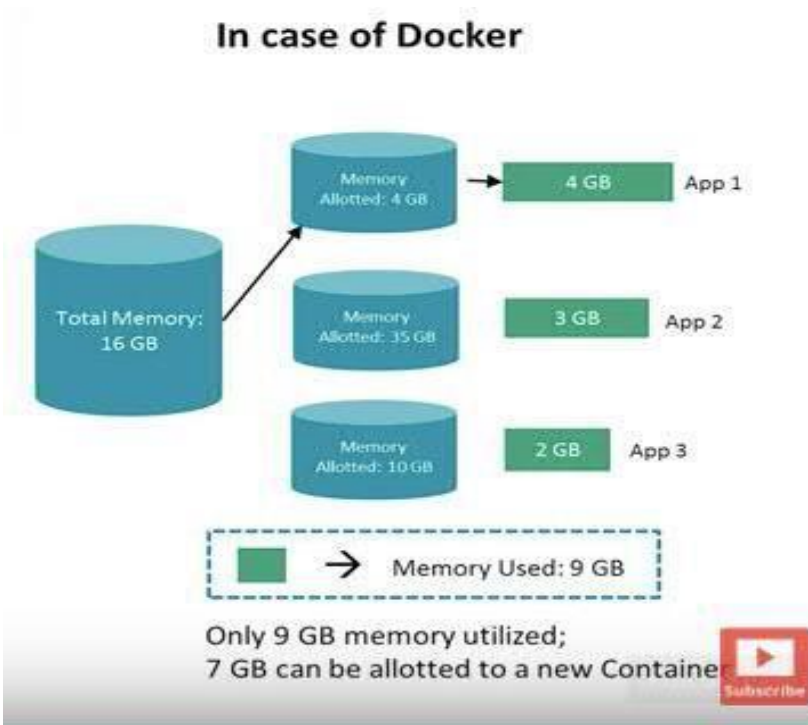 In case of Docker
Memory
Allotted: 4 GB
4 GB
App 1
Total Memory:
16 GB
Memory
Allotted: 35 GB
3 GB
App 2
Memory
Allotted: 10 GB
2 GB
App 3
→ Memory Used: 9 GB
Only 9 GB memory utilized;
7 GB can be allotted to a new Container
Subscribe